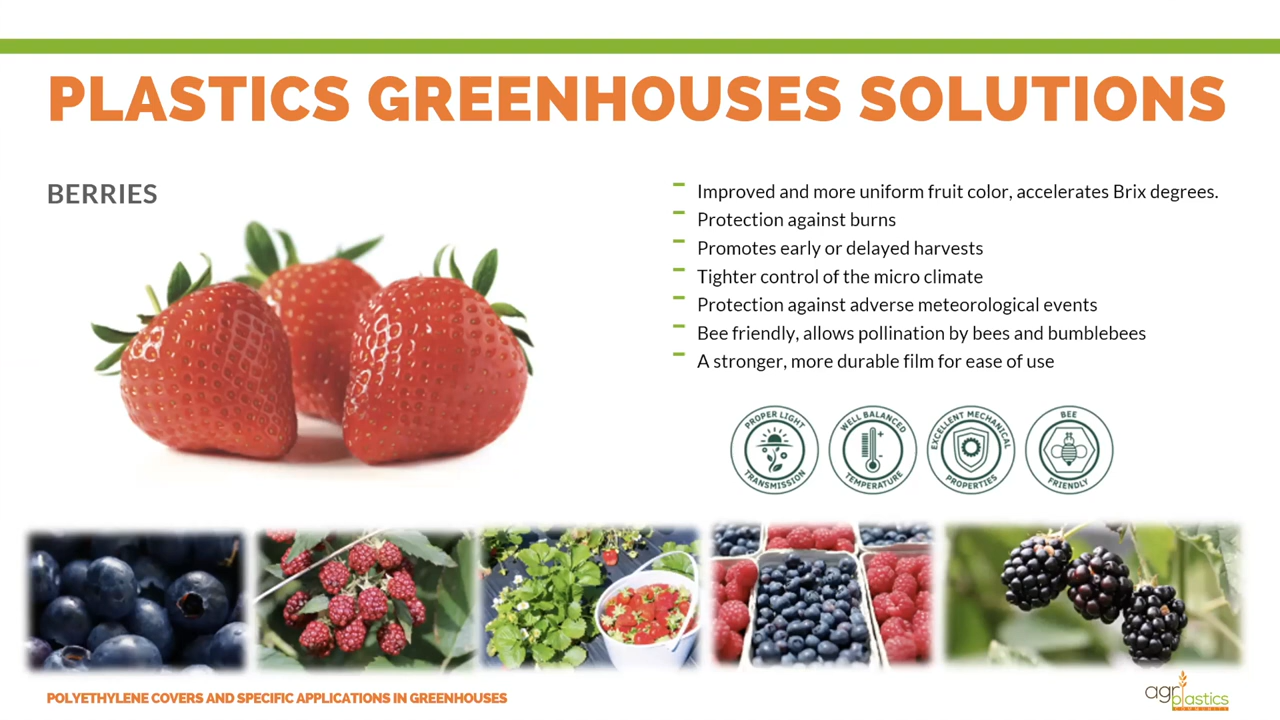 PLASTICS GREENHOUSES SOLUTIONS
BERRIES
Improved and more uniform fruit color, accelerates Brix degrees.
Protection against burns
Promotes early or delayed harvests
Tighter control of the micro climate
Protection against adverse meteorological events
Bee friendly, allows pollination by bees and bumblebees
A stronger, more durable film for ease of use
PROPER LIGHT TRANSMISSION
WELL BALANCED TEMPERATURE
EXCELLENT MECHANICAL PROPERTIES
BEE FRIENDLY
POLYETHYLENE COVERS AND SPECIFIC APPLICATIONS IN GREENHOUSES
agriplastics
COMMUNITY